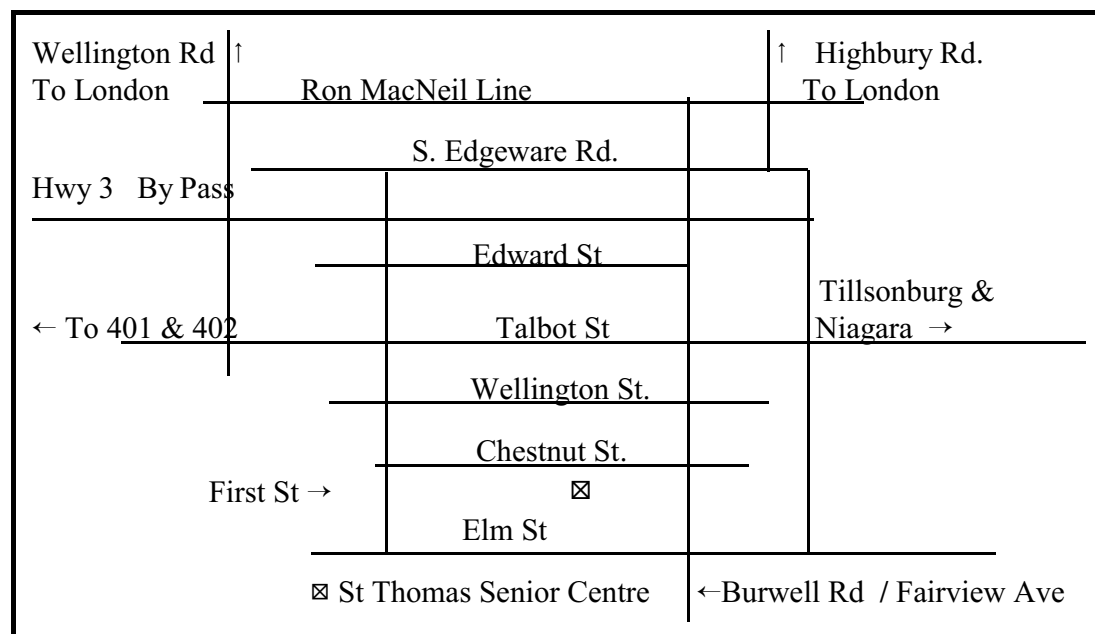 Wellington Rd ↑ ↑ Highbury Rd.
To London Ron MacNeil Line To London
S. Edgeware Rd.
Hwy 3 By Pass
Edward St
Tillsonburg &
← To 401 & 402 Talbot St Niagara →
Wellington St.
Chestnut St.
First St → ☒
Elm St
☒ St Thomas Senior Centre ←Burwell Rd / Fairview Ave